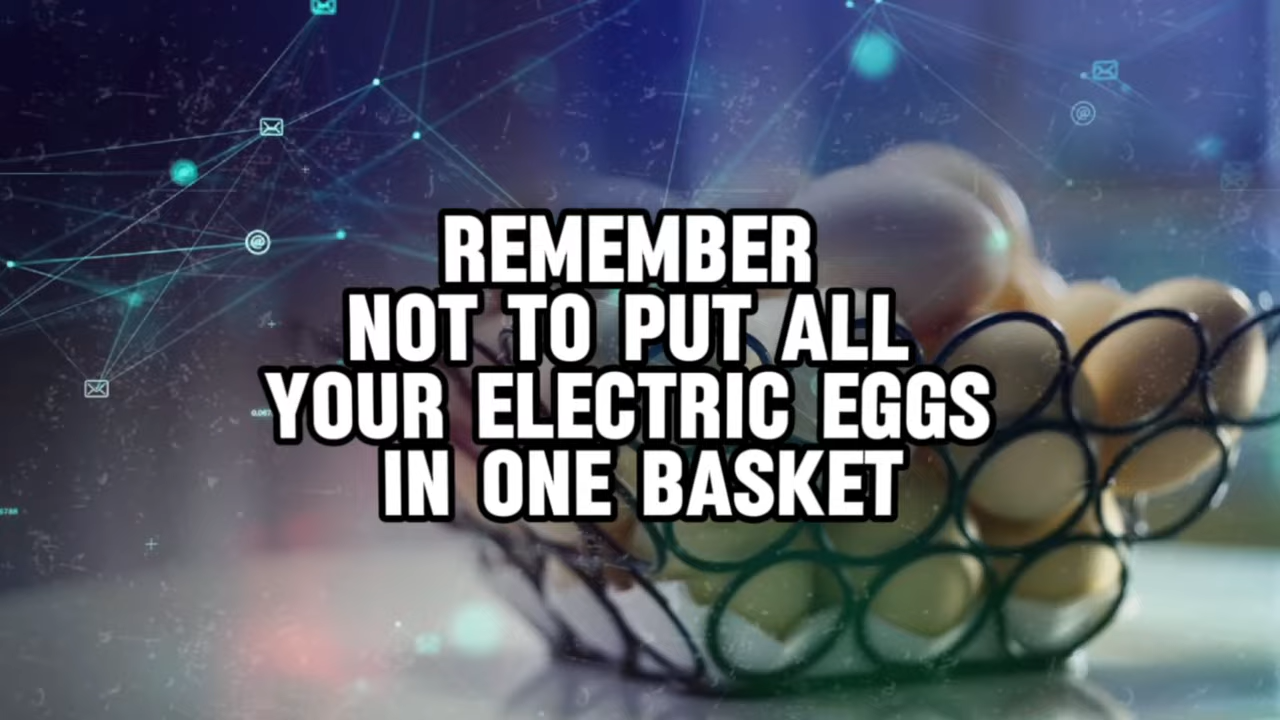 REMEMBER
NOT TO PUT ALL
YOUR ELECTRIC EGGS
IN ONE BASKET